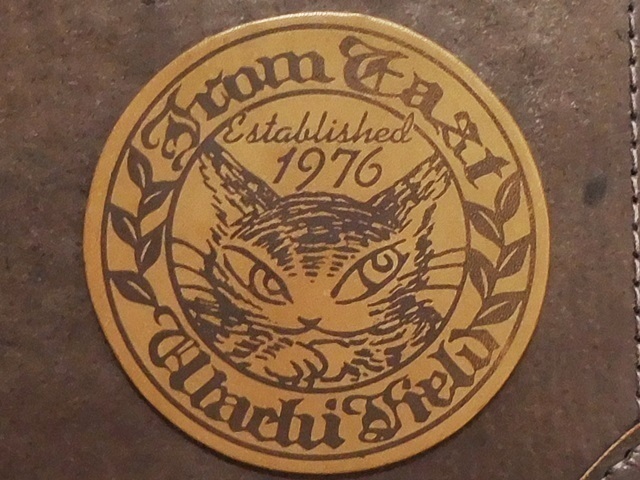 From East
Established
1976
Wachi Field